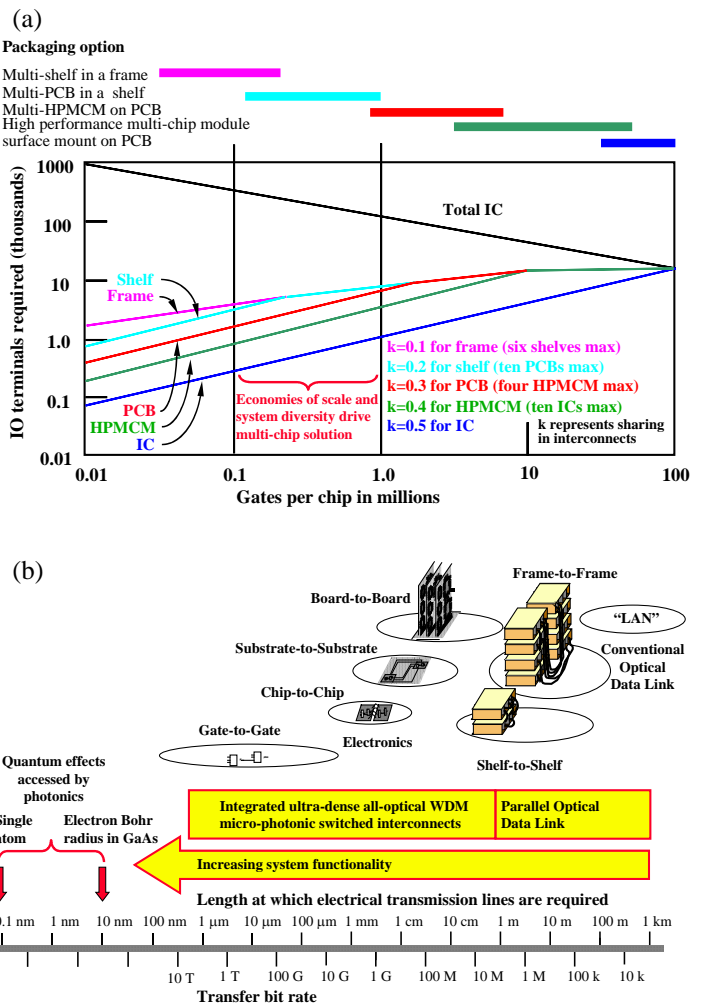 (a)
Packaging option
Multi-shelf in a frame
Multi-PCB in a shelf
Multi-HPMCM on PCB
High performance multi-chip module
surface mount on PCB
IO terminals required (thousands)
1000
100
10
1.0
0.1
0.01
Total IC
Shelf
Frame
PCB
HPMCM
IC
Economies of scale and
system diversity drive
multi-chip solution
k=0.1 for frame (six shelves max)
k=0.2 for shelf (ten PCBs max)
k=0.3 for PCB (four HPMCM max)
k=0.4 for HPMCM (ten ICs max)
k=0.5 for IC
k represents sharing
in interconnects
0.01 0.1 1.0 10 100
Gates per chip in millions
(b)
Frame-to-Frame
Board-to-Board
“LAN”
Substrate-to-Substrate
Conventional
Optical
Data Link
Chip-to-Chip
Gate-to-Gate
Electronics
Shelf-to-Shelf
Quantum effects
accessed by
photonics
Single
atom
Electron Bohr
radius in GaAs
Integrated ultra-dense all-optical WDM
micro-photonic switched interconnects
Parallel Optical
Data Link
Increasing system functionality
Length at which electrical transmission lines are required
0.1 nm 1 nm 10 nm 100 nm 1 μm 10 μm 100 μm 1 mm 1 cm 10 cm 1 m 10 m 100 m 1 km
10 T 1 T 100 G 10 G 1 G 100 M 10 M 1 M 100 k 10 k
Transfer bit rate